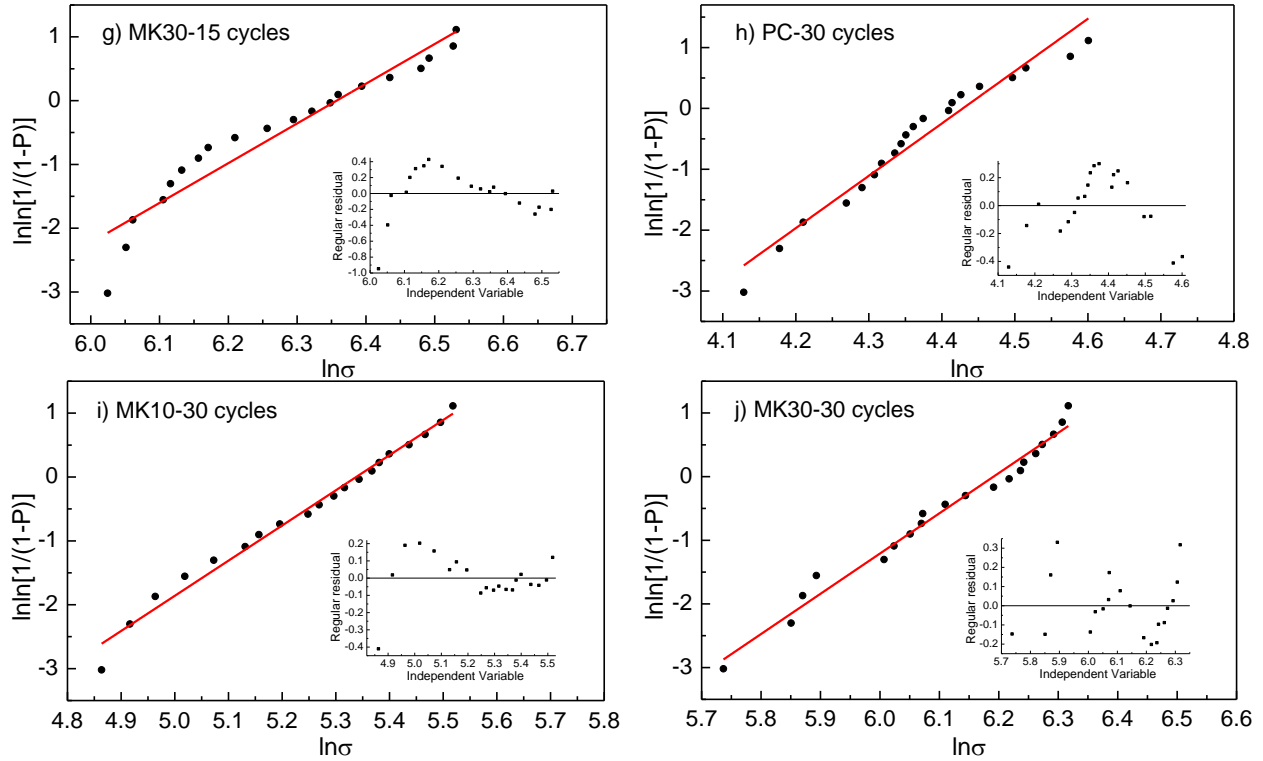 g) MK30-15 cycles
lnln[1/(1-P)]
1
0
-1
-2
-3
6.0 6.1 6.2 6.3 6.4 6.5 6.6 6.7
lnσ
Regular residual
0.4
0.2
0.0
-0.2
-0.4
-0.6
-0.8
-1.0
6.0 6.1 6.2 6.3 6.4 6.5
Independent Variable
h) PC-30 cycles
lnln[1/(1-P)]
1
0
-1
-2
-3
4.1 4.2 4.3 4.4 4.5 4.6 4.7 4.8
lnσ
Regular residual
0.2
0.0
-0.2
-0.4
4.1 4.2 4.3 4.4 4.5 4.6
Independent Variable
i) MK10-30 cycles
lnln[1/(1-P)]
1
0
-1
-2
-3
4.8 4.9 5.0 5.1 5.2 5.3 5.4 5.5 5.6 5.7 5.8
lnσ
Regular residual
0.2
0.1
0.0
-0.1
-0.2
-0.3
-0.4
4.9 5.0 5.1 5.2 5.3 5.4 5.5
Independent Variable
j) MK30-30 cycles
lnln[1/(1-P)]
1
0
-1
-2
-3
5.7 5.8 5.9 6.0 6.1 6.2 6.3 6.4 6.5 6.6
lnσ
Regular residual
0.3
0.2
0.1
0.0
-0.1
-0.2
5.7 5.8 5.9 6.0 6.1 6.2 6.3
Independent Variable